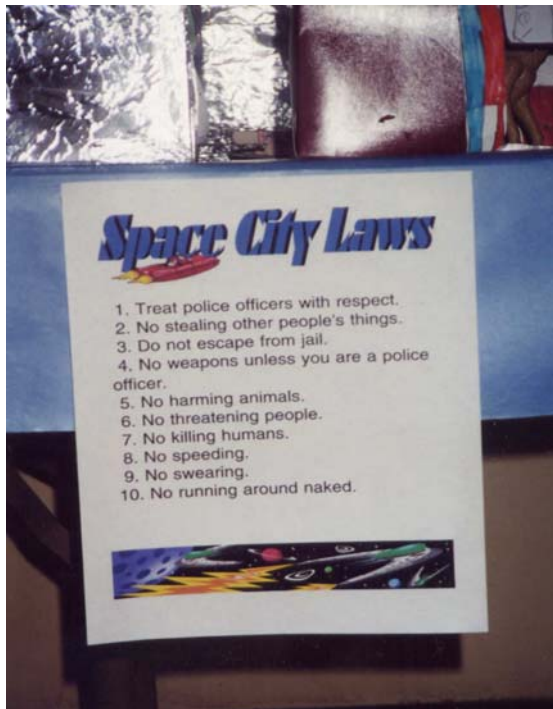 Space City Laws
1. Treat police officers with respect.
2. No stealing other people's things.
3. Do not escape from jail.
4. No weapons unless you are a police
officer.
5. No harming animals.
6. No threatening people.
7. No killing humans.
8. No speeding.
9. No swearing.
10. No running around naked.